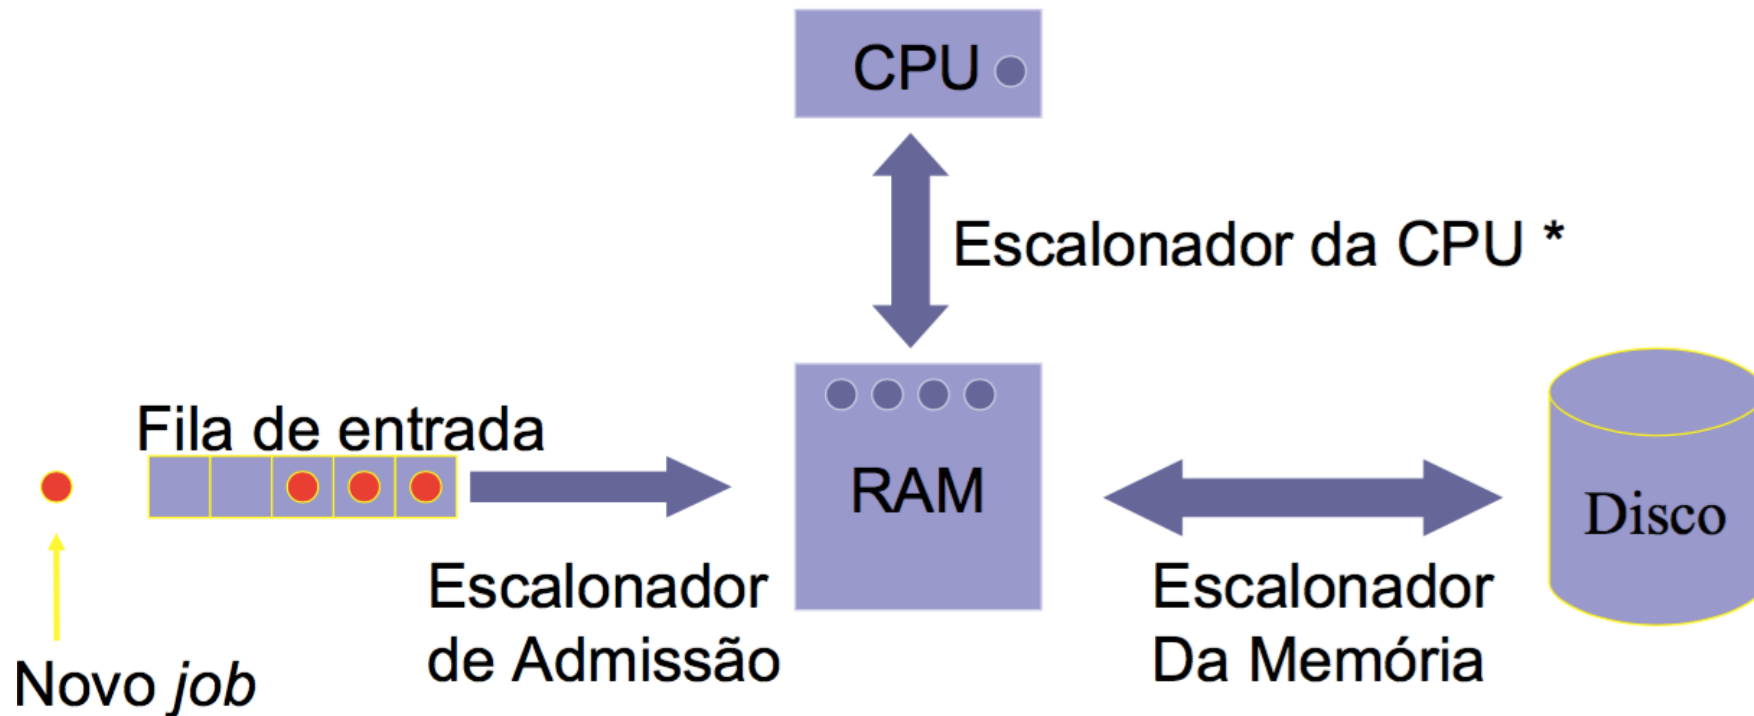 CPU
Escalonador da CPU *
Fila de entrada
RAM
Disco
Escalonador
de Admissão
Escalonador
Da Memória
Novo job